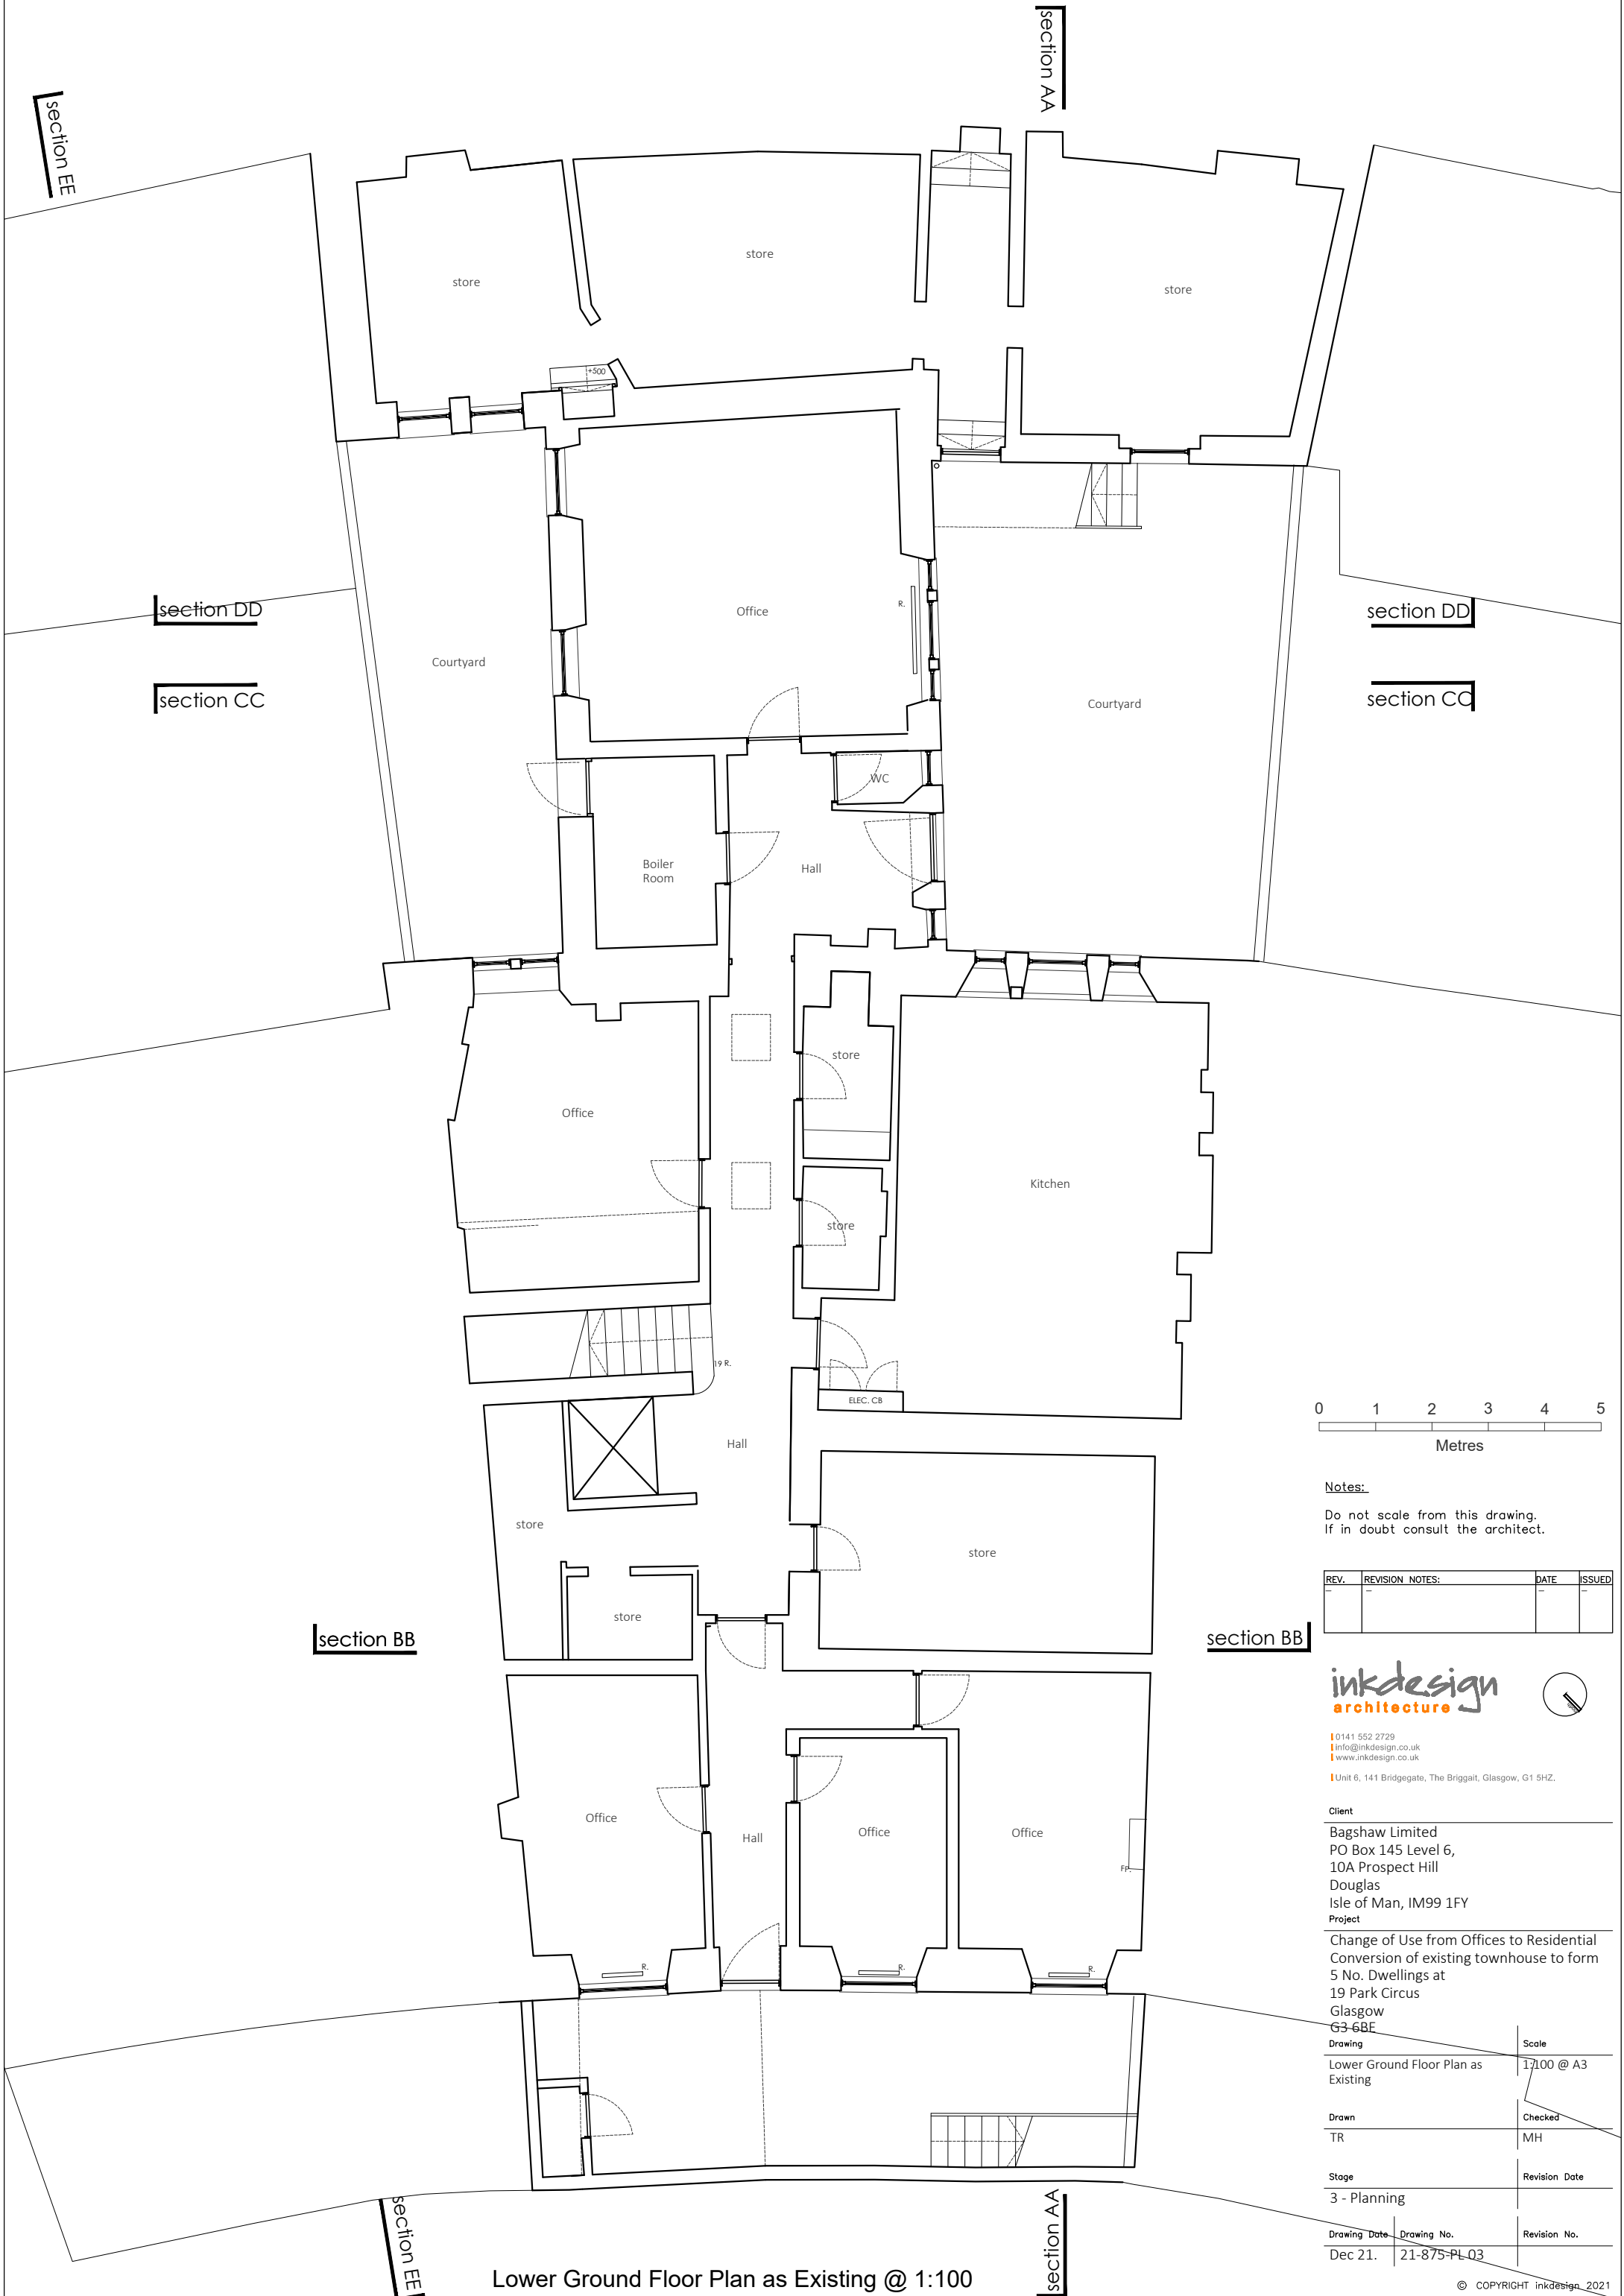 section AA
section EE
store
store
store
+500
section DD
Office
R.
section DD
Courtyard
section CC
Courtyard
section CC
WC
Boiler
Room
Hall
store
Office
Kitchen
store
19 R.
ELEC. CB
Hall
store
store
store
section BB
section BB
Office
Hall
Office
Office
FP.
R.
R.
R.
section EE
section AA
Lower Ground Floor Plan as Existing @ 1:100
0 1 2 3 4 5
Metres
Notes:
Do not scale from this drawing.
If in doubt consult the architect.
REV. REVISION NOTES: DATE ISSUED
– – – –
inkdesign
architecture
0141 552 2729
info@inkdesign.co.uk
www.inkdesign.co.uk
Unit 6, 141 Bridgegate, The Briggait, Glasgow, G1 5HZ.
Client
Bagshaw Limited
PO Box 145 Level 6,
10A Prospect Hill
Douglas
Isle of Man, IM99 1FY
Project
Change of Use from Offices to Residential
Conversion of existing townhouse to form
5 No. Dwellings at
19 Park Circus
Glasgow
G3 6BE
Drawing Scale
Lower Ground Floor Plan as 1:100 @ A3
Existing
Drawn Checked
TR MH
Stage Revision Date
3 - Planning
Drawing Date Drawing No. Revision No.
Dec 21. 21-875-PL 03
© COPYRIGHT inkdesign 2021